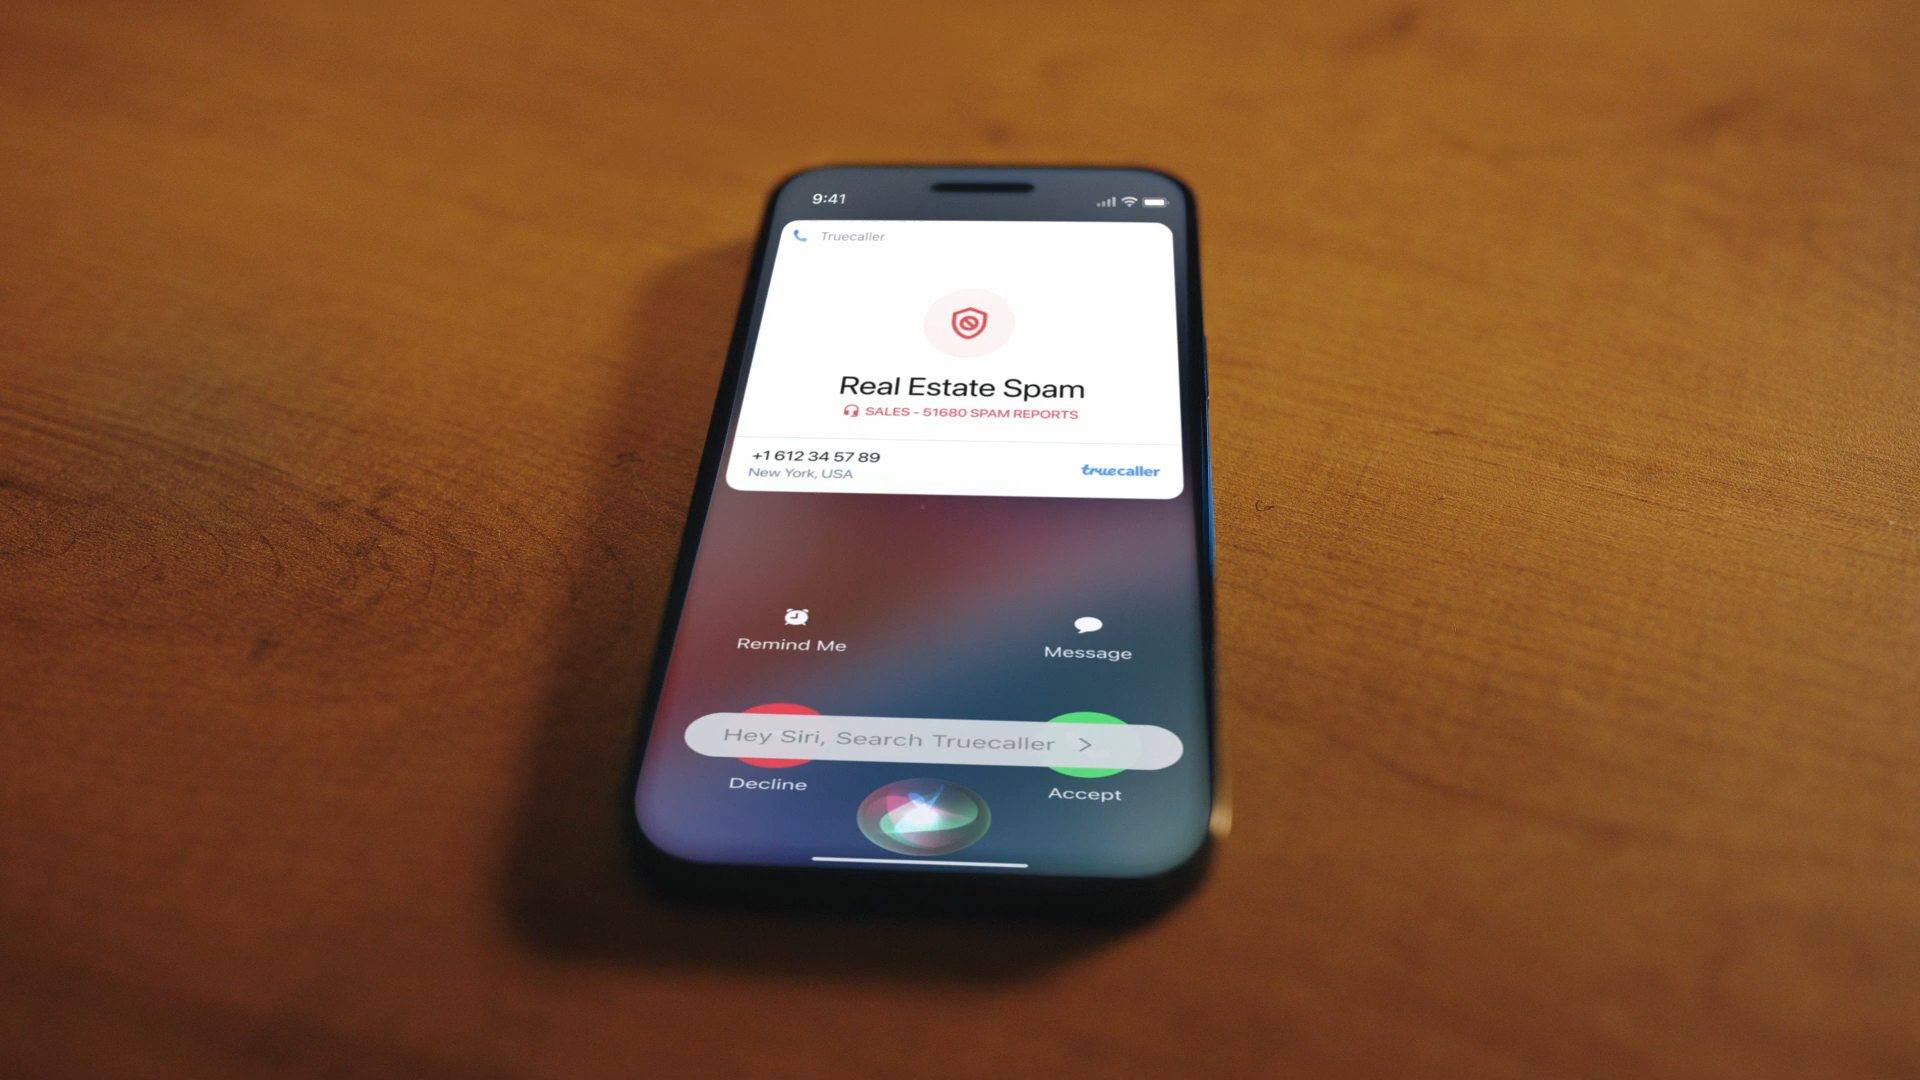 9:41
Truecaller
Real Estate Spam
SALES - 51680 SPAM REPORTS
+1 612 34 57 89
New York, USA
truecaller
Remind Me
Message
Hey Siri, Search Truecaller >
Decline
Accept